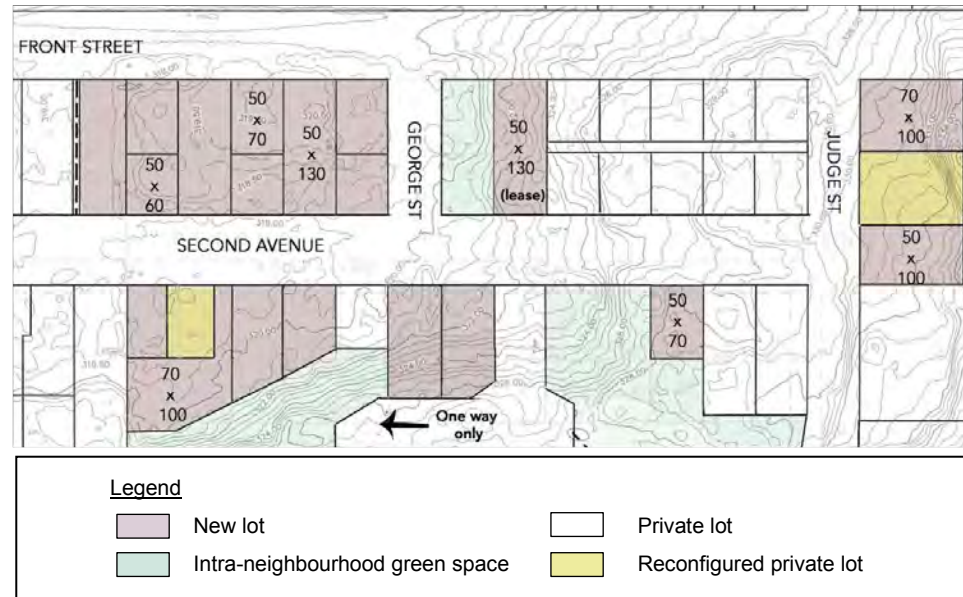 FRONT STREET
50
x
60
50
x
70
50
x
130
GEORGE ST
50
x
130
(lease)
JUDGE ST
70
x
100
50
x
100
SECOND AVENUE
70
x
100
50
x
70
One way
only
Legend
New lot
Private lot
Intra-neighbourhood green space
Reconfigured private lot